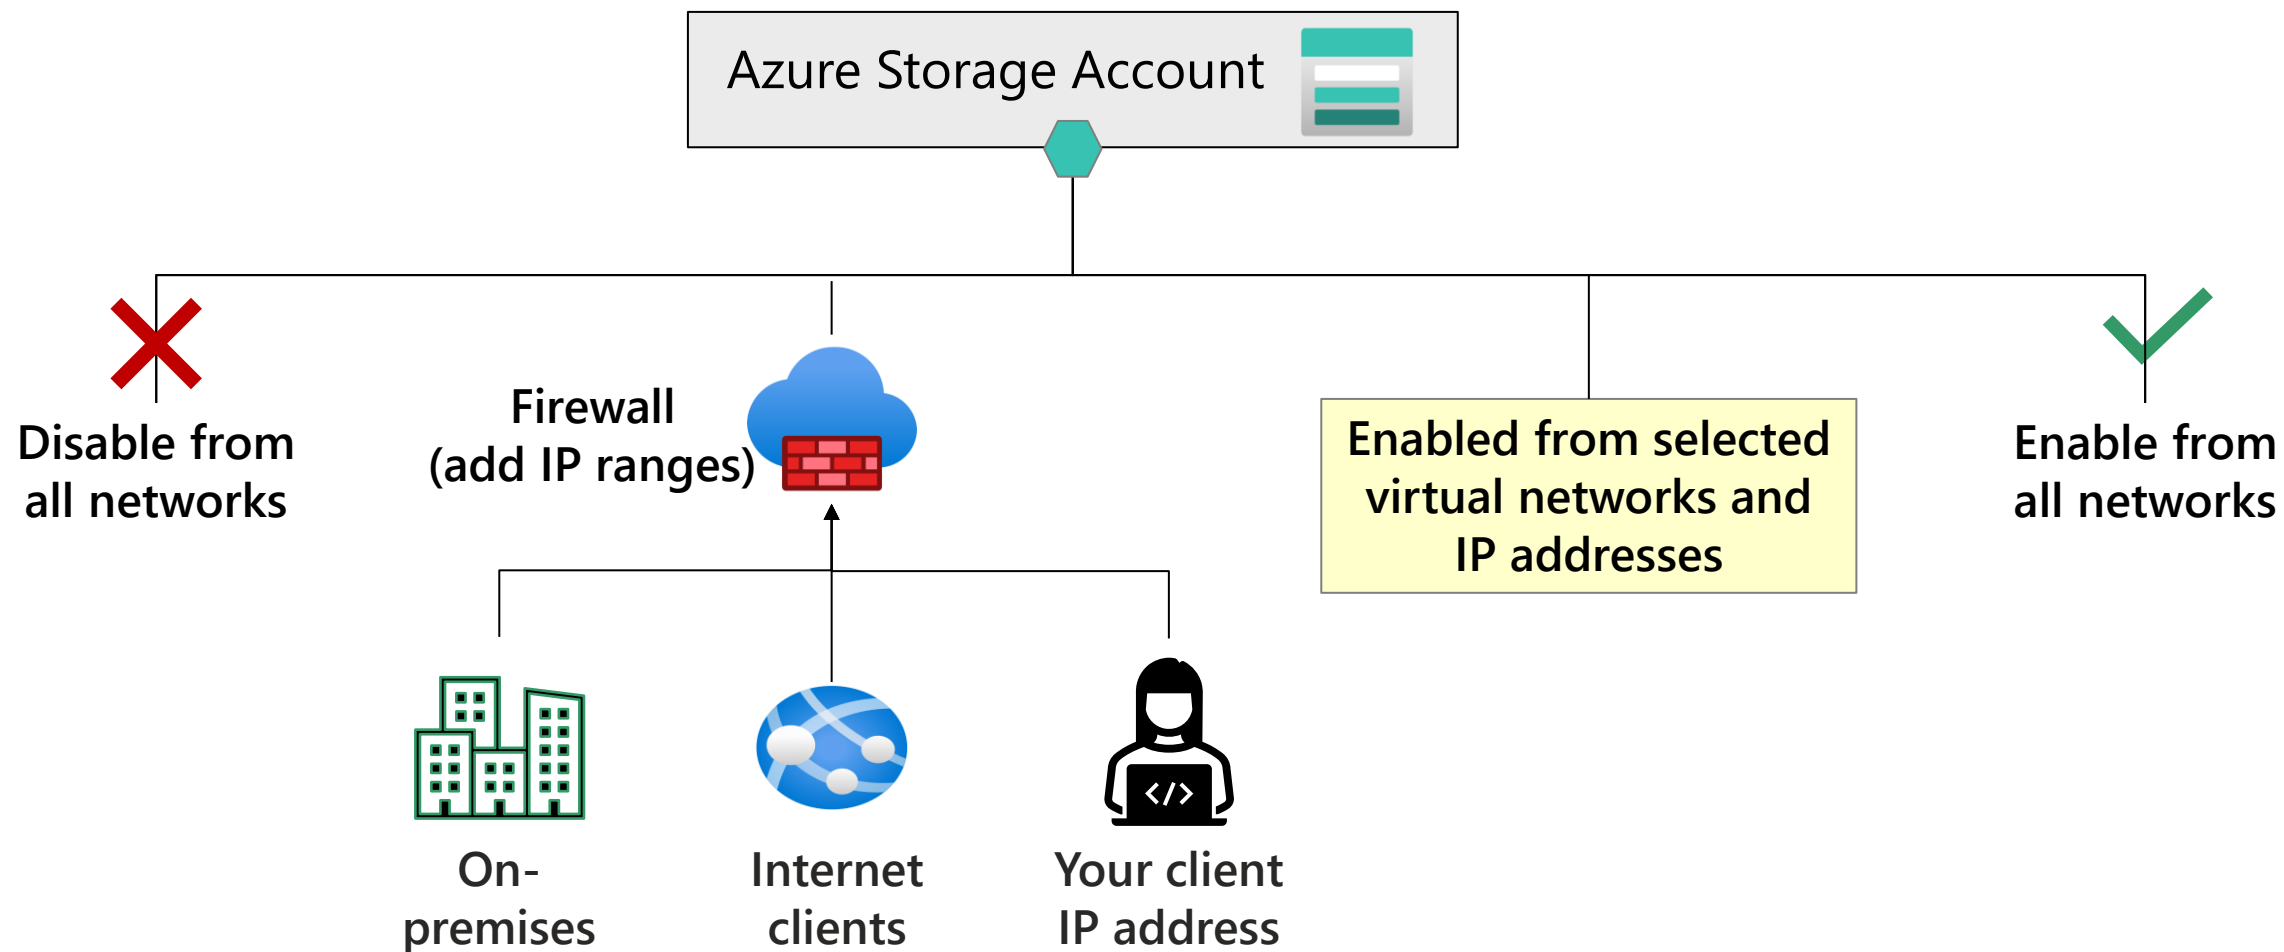 Azure Storage Account
Disable from
all networks
Firewall
(add IP ranges)
Enabled from selected
virtual networks and
IP addresses
Enable from
all networks
On-
premises
Internet
clients
Your client
IP address